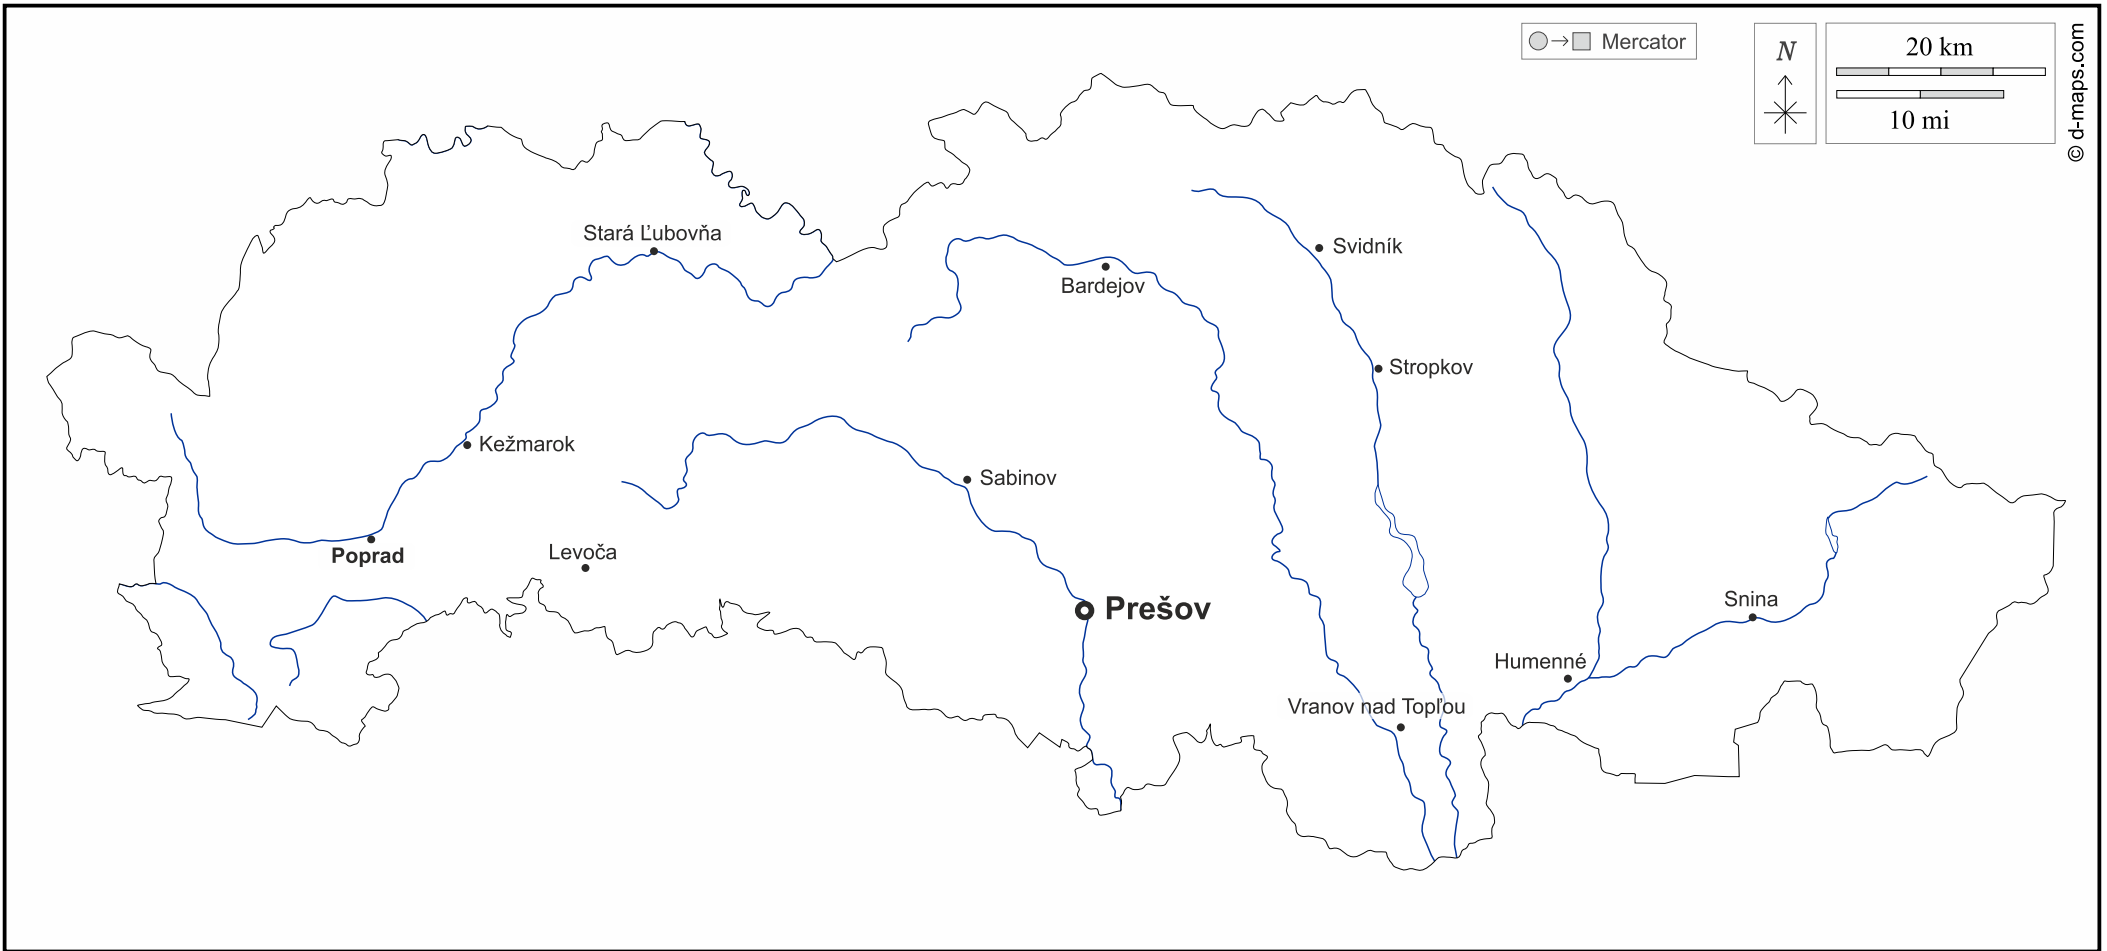 Mercator
N
20 km
10 mi
© d-maps.com
Stará Ľubovňa
Svidník
Bardejov
Stropkov
Kežmarok
Sabinov
Poprad
Levoča
Prešov
Snina
Humenné
Vranov nad Topľou